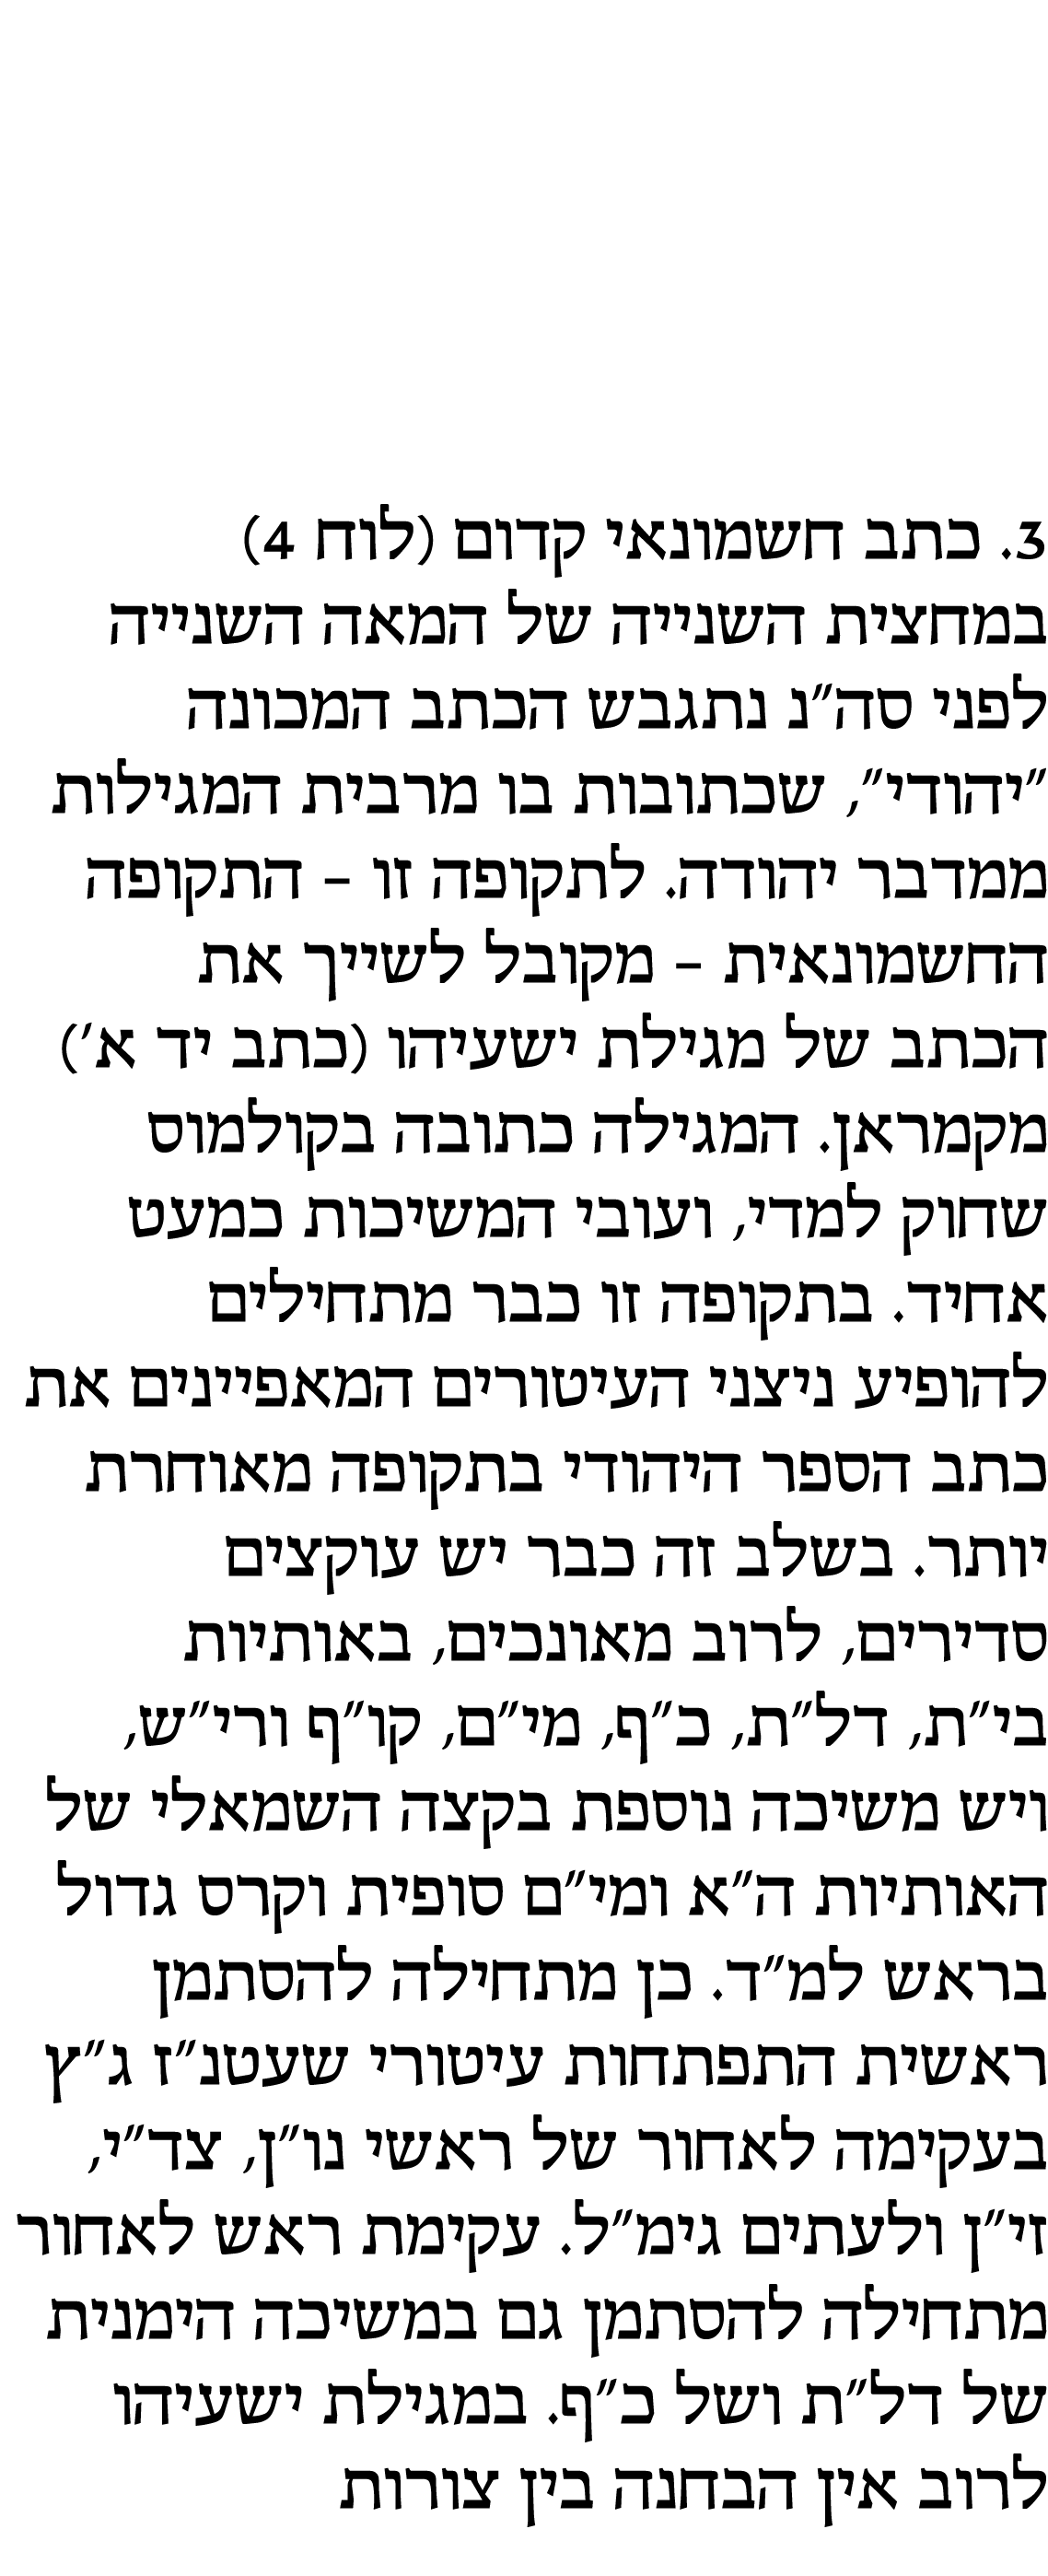 3. כתב חשמונאי קדום (לוח 4)
במחצית השנייה של המאה השנייה
לפני סה"נ נתגבש הכתב המכונה
"יהודי", שכתובות בו מרבית המגילות
ממדבר יהודה. לתקופה זו – התקופה
החשמונאית – מקובל לשייך את
הכתב של מגילת ישעיהו (כתב יד א')
מקמראן. המגילה כתובה בקולמוס
שחוק למדי, ועובי המשיכות כמעט
אחיד. בתקופה זו כבר מתחילים
להופיע ניצני העיטורים המאפיינים את
כתב הספר היהודי בתקופה מאוחרת
יותר. בשלב זה כבר יש עוקצים
סדירים, לרוב מאונכים, באותיות
בי"ת, דל"ת, כ"ף, מי"ם, קו"ף ורי"ש,
ויש משיכה נוספת בקצה השמאלי של
האותיות ה"א ומי"ם סופית וקרס גדול
בראש למ"ד. כן מתחילה להסתמן
ראשית התפתחות עיטורי שעטנ"ז ג"ץ
בעקימה לאחור של ראשי נו"ן, צד"י,
זי"ן ולעתים גימ"ל. עקימת ראש לאחור
מתחילה להסתמן גם במשיכה הימנית
של דל"ת ושל כ"ף. במגילת ישעיהו
לרוב אין הבחנה בין צורות